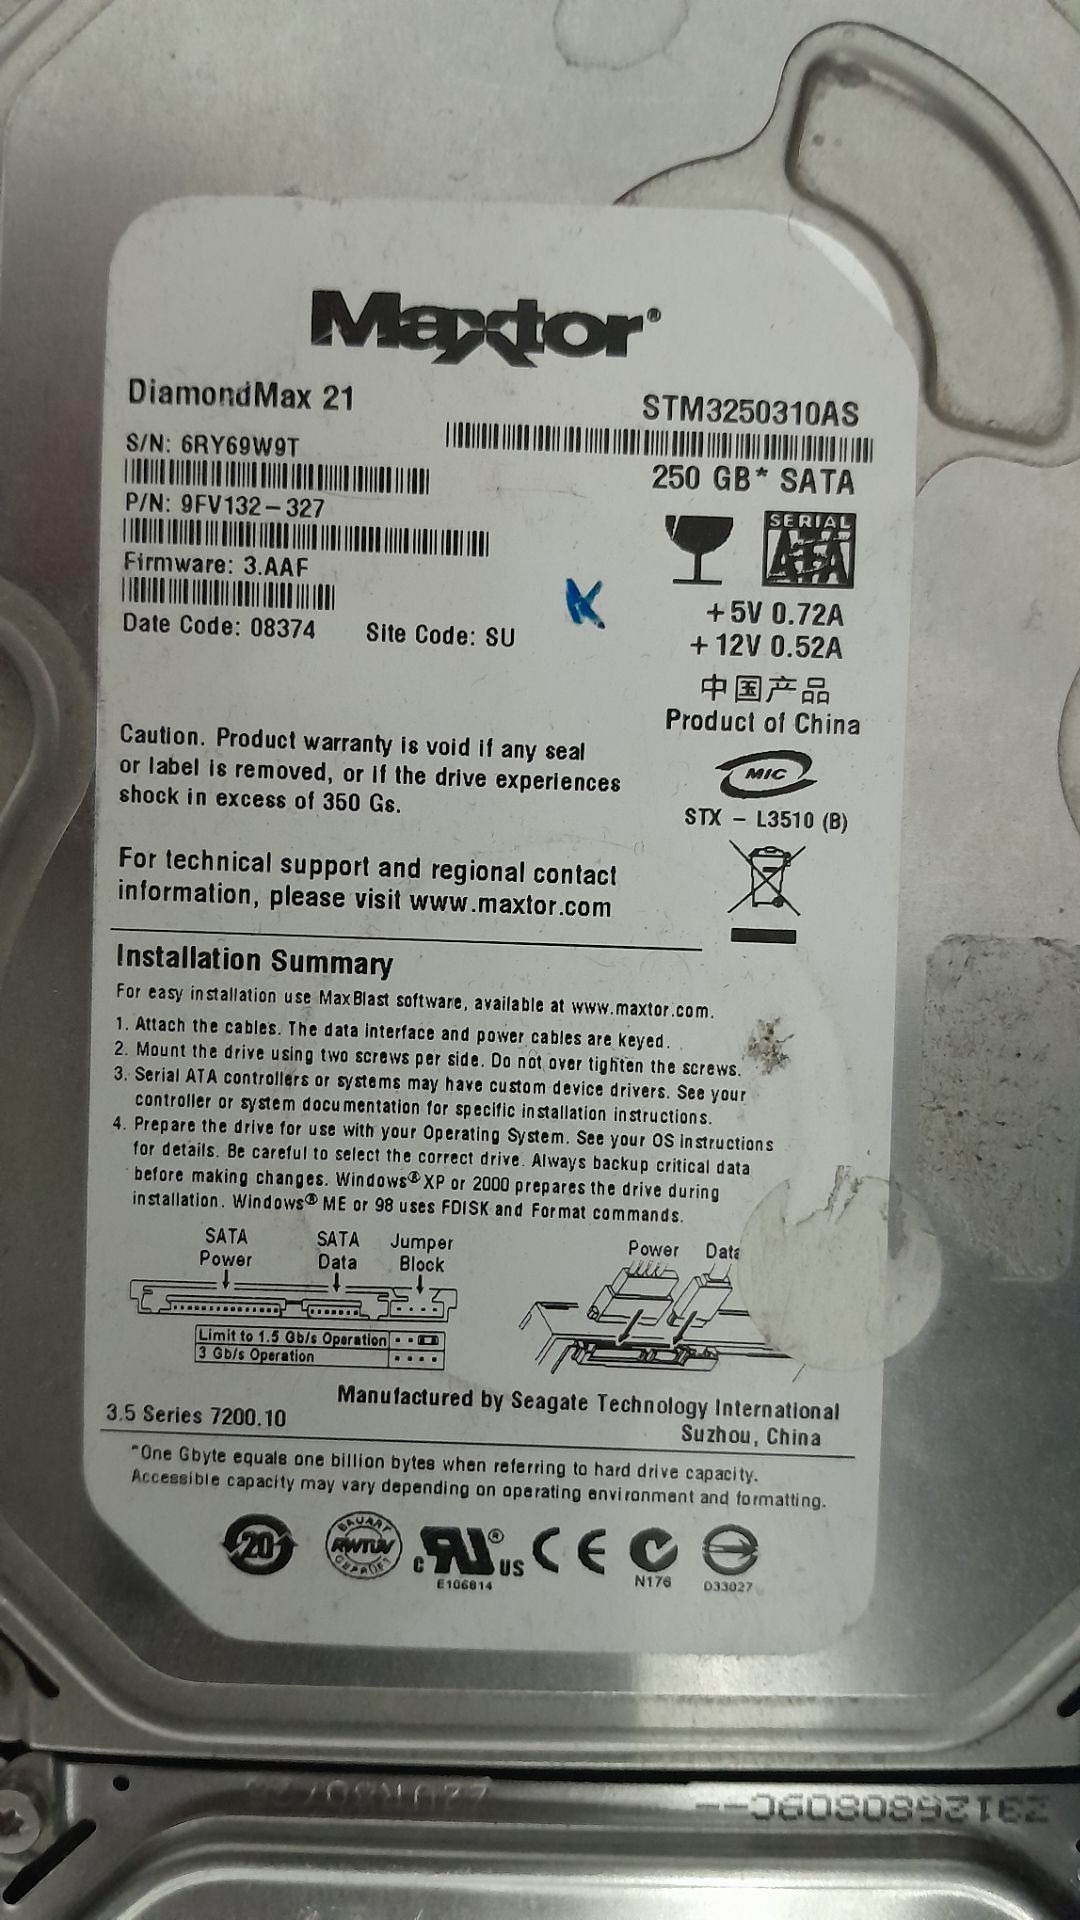 Maxtor®
DiamondMax 21
STM3250310AS
S/N: 6RY69W9T
250 GB* SATA
P/N: 9FV132-327
SERIAL
ATA
Firmware: 3.AAF
K
+5V 0.72A
Date Code: 08374 Site Code: SU
+12V 0.52A
中国产品
Product of China
Caution. Product warranty is void if any seal
or label is removed, or if the drive experiences
shock in excess of 350 Gs.
MIC
STX - L3510 (B)
For technical support and regional contact
information, please visit www.maxtor.com
Installation Summary
For easy installation use MaxBlast software, available at www.maxtor.com.
1. Attach the cables. The data interface and power cables are keyed.
2. Mount the drive using two screws per side. Do not over tighten the screws.
3. Serial ATA controllers or systems may have custom device drivers. See your
controller or system documentation for specific installation instructions.
4. Prepare the drive for use with your Operating System. See your OS instructions
for details. Be careful to select the correct drive. Always backup critical data
before making changes. Windows® XP or 2000 prepares the drive during
installation. Windows® ME or 98 uses FDISK and Format commands.
SATA Power
SATA Data
Jumper Block
Power Data
Limit to 1.5 Gb/s Operation
3 Gb/s Operation
Manufactured by Seagate Technology International
3.5 Series 7200.10
Suzhou, China
*One Gbyte equals one billion bytes when referring to hard drive capacity.
Accessible capacity may vary depending on operating environment and formatting.
20
BAUART
RWTUV
GEPRUFT
C UL® US
E106814
CE
N176
D33027